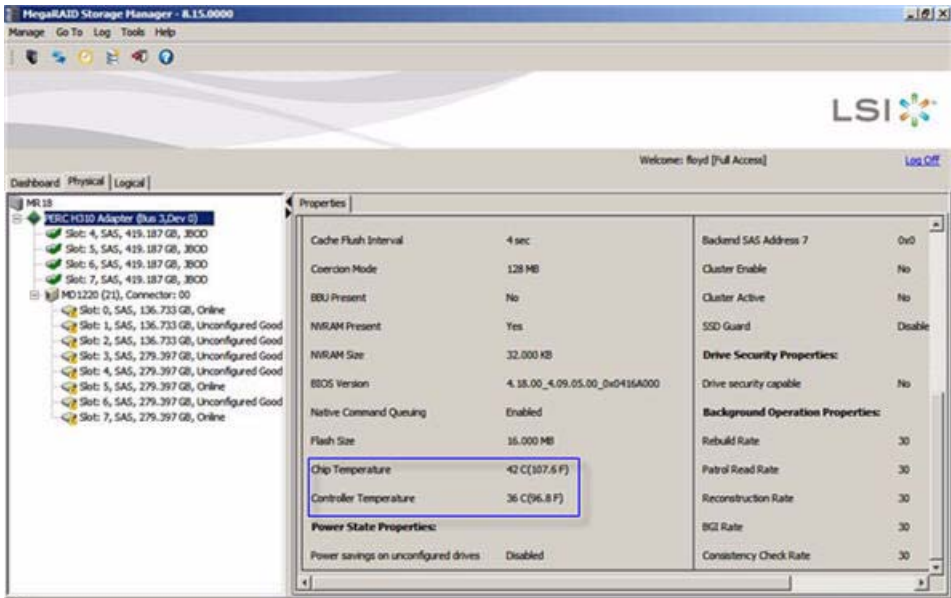 MegaRAID Storage Manager - 8.15.0000
Manage Go To Log Tools Help
LSI
Welcome: floyd [Full Access]
Log Off
Dashboard Physical Logical
MR18
PERC H310 Adapter (Bus 3,Dev 0)
Slot: 4, SAS, 419.187 GB, JBOD
Slot: 5, SAS, 419.187 GB, JBOD
Slot: 6, SAS, 419.187 GB, JBOD
Slot: 7, SAS, 419.187 GB, JBOD
MD1220 (21), Connector: 00
Slot: 0, SAS, 136.733 GB, Online
Slot: 1, SAS, 136.733 GB, Unconfigured Good
Slot: 2, SAS, 136.733 GB, Unconfigured Good
Slot: 3, SAS, 279.397 GB, Unconfigured Good
Slot: 4, SAS, 279.397 GB, Unconfigured Good
Slot: 5, SAS, 279.397 GB, Online
Slot: 6, SAS, 279.397 GB, Unconfigured Good
Slot: 7, SAS, 279.397 GB, Online
Properties
Cache Flush Interval 4 sec
Coercion Mode 128 MB
BBU Present No
NVRAM Present Yes
NVRAM Size 32.000 KB
BIOS Version 4.18.00_4.09.05.00_0x0416A000
Native Command Queuing Enabled
Flash Size 16.000 MB
Chip Temperature 42 C(107.6 F)
Controller Temperature 36 C(96.8 F)
Power State Properties:
Power savings on unconfigured drives Disabled
Backend SAS Address 7 0x0
Cluster Enable No
Cluster Active No
SSD Guard Disable
Drive Security Properties:
Drive security capable No
Background Operation Properties:
Rebuild Rate 30
Patrol Read Rate 30
Reconstruction Rate 30
BGI Rate 30
Consistency Check Rate 30